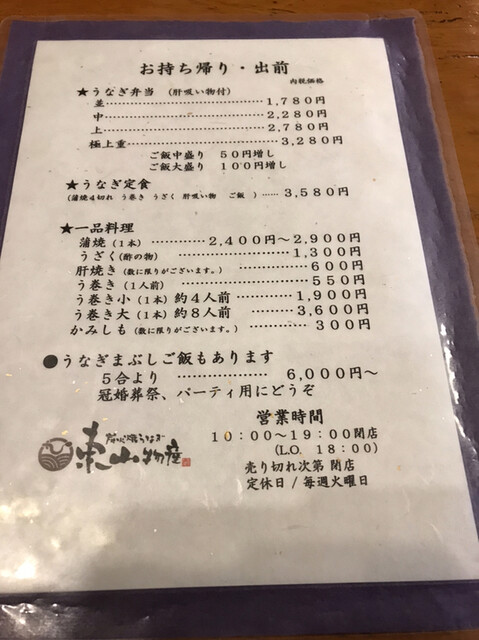 お持ち帰り・出前
内税価格
★うなぎ弁当 (肝吸い物付)
並‥‥‥‥‥‥‥‥‥‥1,780円
中‥‥‥‥‥‥‥‥‥‥2,280円
上‥‥‥‥‥‥‥‥‥‥2,780円
極上重‥‥‥‥‥‥‥‥3,280円
ご飯中盛り 50円増し
ご飯大盛り 100円増し
★うなぎ定食
(蒲焼4切れ う巻き うざく 肝吸い物 ご飯 )‥‥3,580円
★一品料理
蒲焼(1本) ‥‥‥‥2,400円~2,900円
うざく(酢の物) ‥‥‥‥‥‥‥1,300円
肝焼き(数に限りがございます。) ‥‥‥‥600円
う巻き(1人前) ‥‥‥‥‥‥‥‥550円
う巻き小(1本)約4人前‥‥‥‥1,900円
う巻き大(1本)約8人前‥‥‥‥3,600円
かみしも(数に限りがございます。)‥‥‥‥300円
●うなぎまぶしご飯もあります
5合より ‥‥‥‥‥‥‥6,000円~
冠婚葬祭、パーティ用にどうぞ
営業時間
10:00~19:00閉店
(L.O. 18:00)
売り切れ次第 閉店
定休日/毎週火曜日
東山物産